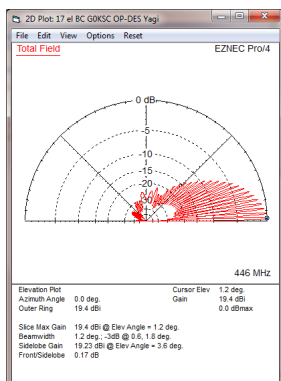 2D Plot: 17 el BC G0KSC OP-DES Yagi
File Edit View Options Reset
Total Field EZNEC Pro/4
0 dB
-5
-10
-15
-20
-30
446 MHz
Elevation Plot Cursor Elev 1.2 deg.
Azimuth Angle 0.0 deg. Gain 19.4 dBi
Outer Ring 19.4 dBi 0.0 dBmax
Slice Max Gain 19.4 dBi @ Elev Angle = 1.2 deg.
Beamwidth 1.2 deg.; -3dB @ 0.6, 1.8 deg.
Sidelobe Gain 19.23 dBi @ Elev Angle = 3.6 deg.
Front/Sidelobe 0.17 dB